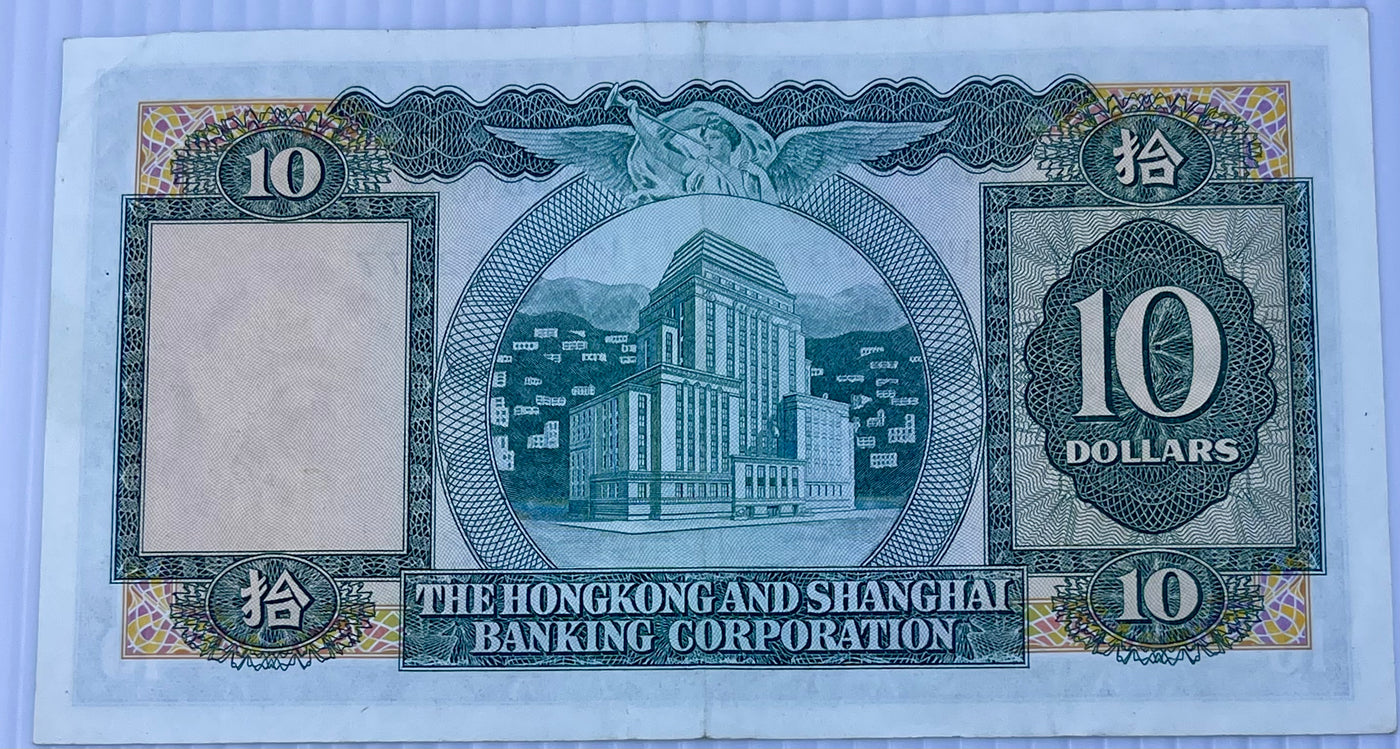 10
拾
10
DOLLARS
拾
THE HONGKONG AND SHANGHAI
BANKING CORPORATION
10